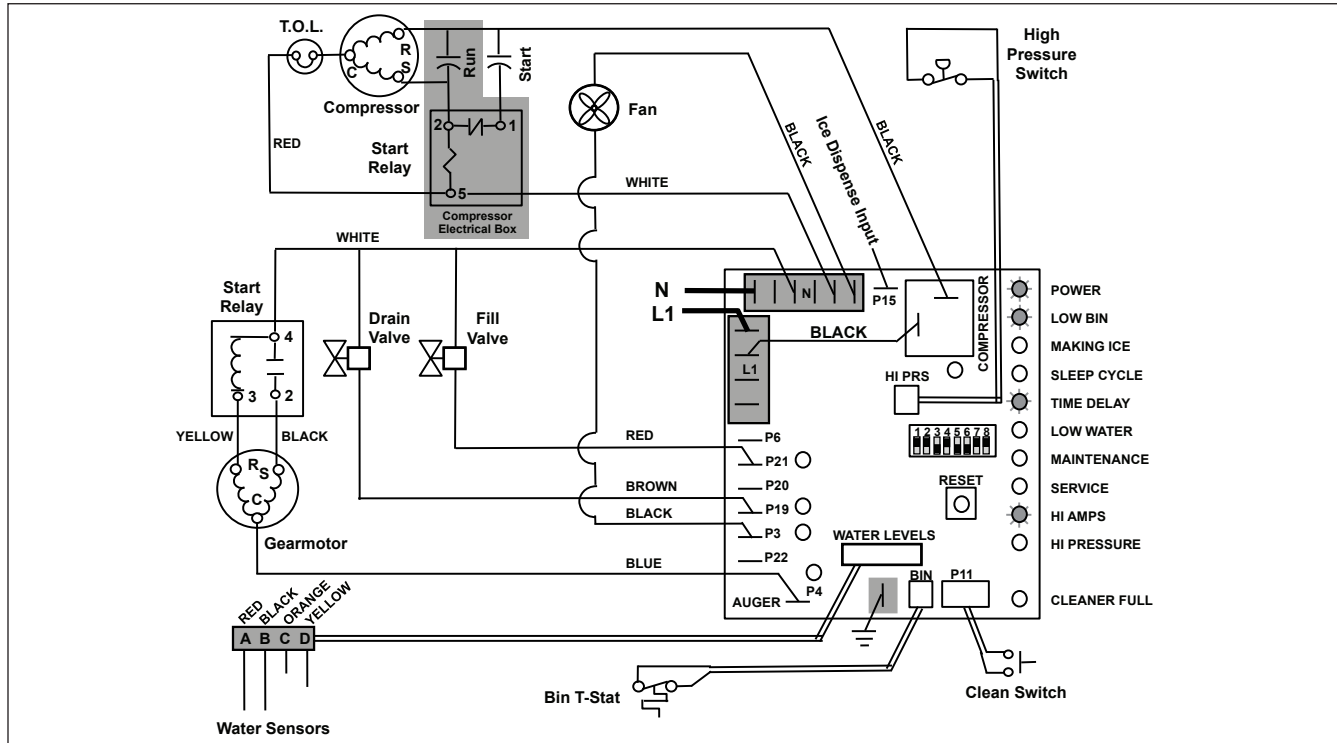 T.O.L.
R
S
C
Compressor
Run
Start
High
Pressure
Switch
Fan
2
1
Start
Relay
5
RED
WHITE
Compressor
Electrical Box
BLACK
Ice Dispense Input
BLACK
WHITE
Start
Relay
4
3
2
Drain
Valve
Fill
Valve
YELLOW
BLACK
R
S
C
Gearmotor
N
N
L1
L1
BLACK
P15
COMPRESSOR
HI PRS
1 2 3 4 5 6 7 8
RESET
RED
BROWN
BLACK
BLUE
P6
P21
P20
P19
P3
P22
P4
AUGER
WATER LEVELS
BIN
P11
POWER
LOW BIN
MAKING ICE
SLEEP CYCLE
TIME DELAY
LOW WATER
MAINTENANCE
SERVICE
HI AMPS
HI PRESSURE
CLEANER FULL
RED
BLACK
ORANGE
YELLOW
A B C D
Water Sensors
Bin T-Stat
Clean Switch